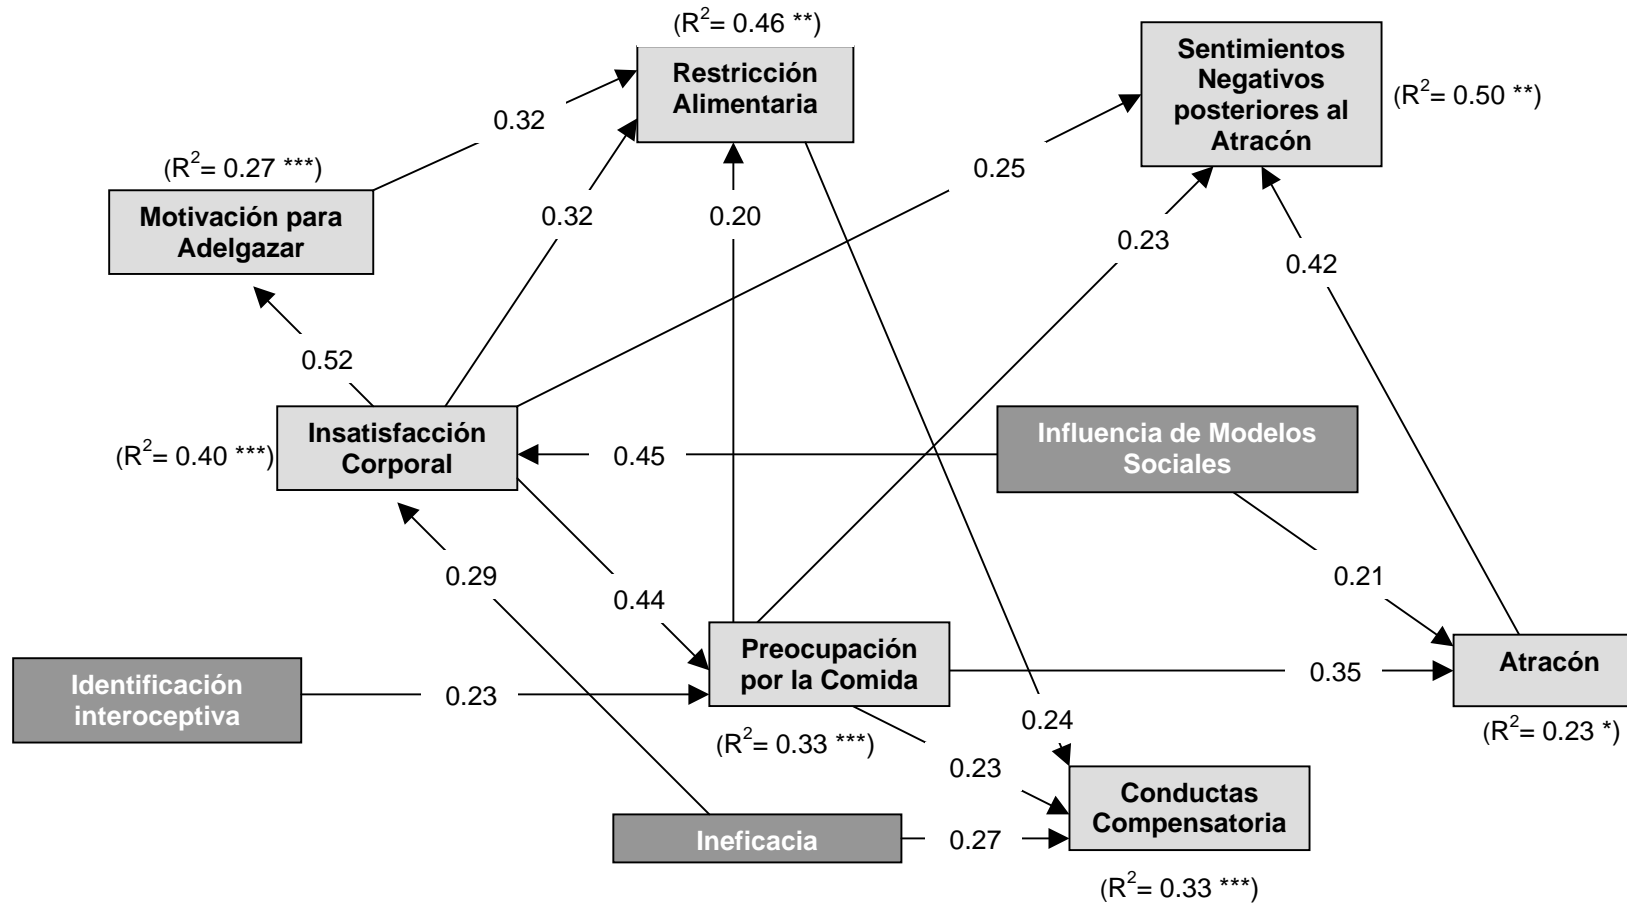 (R2= 0.46 **)
Restricción
Alimentaria
Sentimientos
Negativos
posteriores al
Atracón
(R2= 0.50 **)
0.32
(R2= 0.27 ***)
Motivación para
Adelgazar
0.32
0.20
0.25
0.23
0.42
0.52
Insatisfacción
Corporal
(R2= 0.40 ***)
0.45
Influencia de Modelos
Sociales
0.29
0.44
0.21
Identificación
interoceptiva
0.23
Preocupación
por la Comida
(R2= 0.33 ***)
0.35
Atracón
(R2= 0.23 *)
0.24
0.23
Ineficacia
0.27
Conductas
Compensatoria
(R2= 0.33 ***)